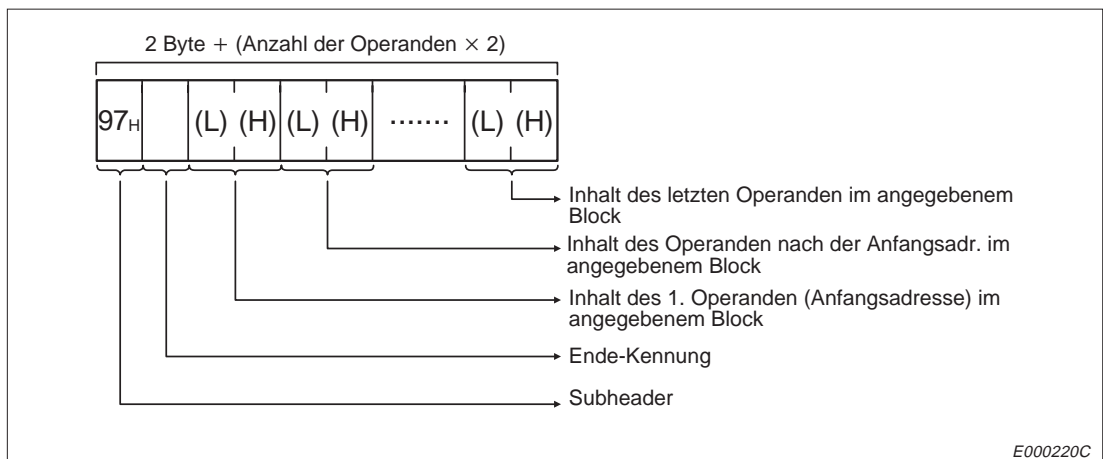 2 Byte + (Anzahl der Operanden × 2)
97H (L) (H) (L) (H) ....... (L) (H)
Inhalt des letzten Operanden im angegebenem
Block
Inhalt des Operanden nach der Anfangsadr. im
angegebenem Block
Inhalt des 1. Operanden (Anfangsadresse) im
angegebenem Block
Ende-Kennung
Subheader
E000220C